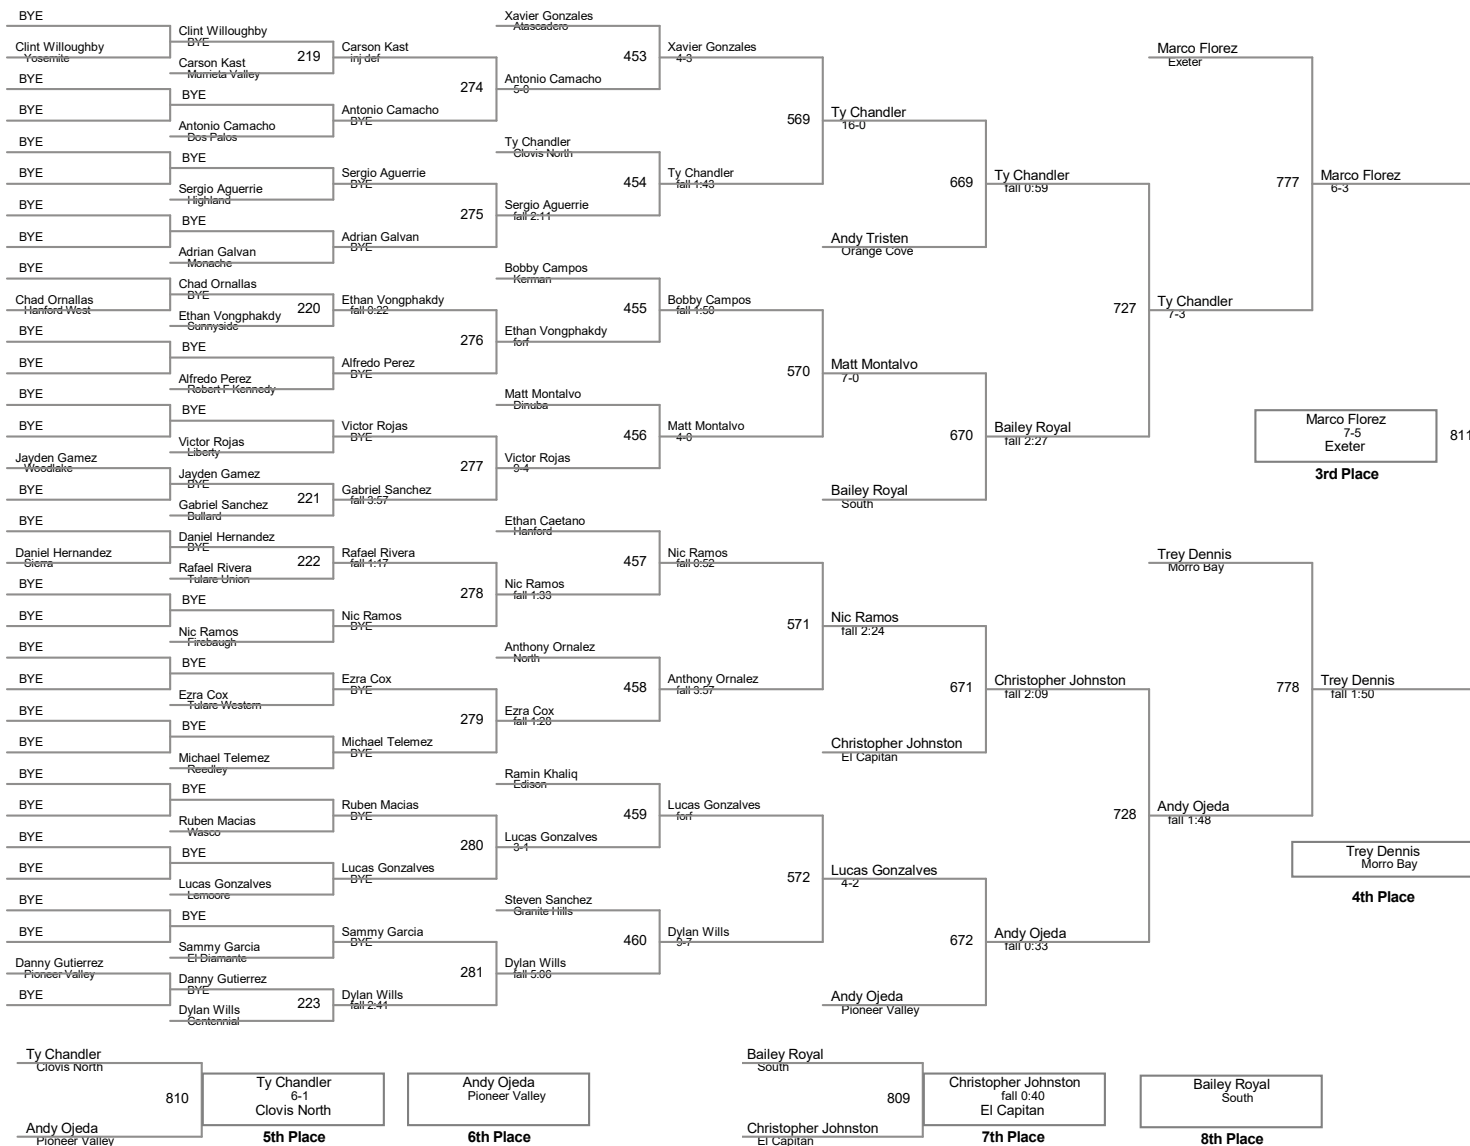 BYE
Clint Willoughby
Yosemite
BYE
BYE
BYE
BYE
BYE
BYE
BYE
Chad Ornallas
Hanford West
BYE
BYE
BYE
BYE
Jayden Gamez
Woodlake
BYE
BYE
Daniel Hernandez
Sierra
BYE
BYE
BYE
BYE
BYE
BYE
BYE
BYE
BYE
BYE
BYE
BYE
Danny Gutierrez
Pioneer Valley
BYE
Clint Willoughby
BYE
219
Carson Kast
Murrieta Valley
BYE
Antonio Camacho
Dos Palos
BYE
Sergio Aguerrie
Highland
BYE
Adrian Galvan
Monache
Chad Ornallas
BYE
220
Ethan Vongphakdy
Sunnyside
BYE
Alfredo Perez
Robert F Kennedy
BYE
Victor Rojas
Liberty
Jayden Gamez
BYE
221
Gabriel Sanchez
Bullard
Daniel Hernandez
BYE
222
Rafael Rivera
Tulare Union
BYE
Nic Ramos
Firebaugh
BYE
Ezra Cox
Tulare Western
BYE
Michael Telemez
Reedley
BYE
Ruben Macias
Wasco
BYE
Lucas Gonzalves
Lemoore
BYE
Sammy Garcia
El Diamante
Danny Gutierrez
BYE
223
Dylan Wills
Centennial
Carson Kast
inj def
274
Antonio Camacho
BYE
Sergio Aguerrie
BYE
275
Adrian Galvan
BYE
Ethan Vongphakdy
fall 0:22
276
Alfredo Perez
BYE
Victor Rojas
BYE
277
Gabriel Sanchez
fall 3:57
Rafael Rivera
fall 1:17
278
Nic Ramos
BYE
Ezra Cox
BYE
279
Michael Telemez
BYE
Ruben Macias
BYE
280
Lucas Gonzalves
BYE
Sammy Garcia
BYE
281
Dylan Wills
fall 2:41
Xavier Gonzales
Atascadero
453
Antonio Camacho
5-0
Ty Chandler
Clovis North
454
Sergio Aguerrie
fall 2:11
Bobby Campos
Kerman
455
Ethan Vongphakdy
forf
Matt Montalvo
Dinuba
456
Victor Rojas
9-4
Ethan Caetano
Hanford
457
Nic Ramos
fall 1:33
Anthony Ornalez
North
458
Ezra Cox
fall 1:28
Ramin Khaliq
Edison
459
Lucas Gonzalves
3-1
Steven Sanchez
Granite Hills
460
Dylan Wills
fall 5:06
Xavier Gonzales
4-3
569
Ty Chandler
fall 1:43
Bobby Campos
fall 1:50
570
Matt Montalvo
4-0
Nic Ramos
fall 0:52
571
Anthony Ornalez
fall 3:57
Lucas Gonzalves
forf
572
Dylan Wills
9-7
Ty Chandler
16-0
669
Andy Tristen
Orange Cove
Matt Montalvo
7-0
670
Bailey Royal
South
Nic Ramos
fall 2:24
671
Christopher Johnston
El Capitan
Lucas Gonzalves
4-2
672
Andy Ojeda
Pioneer Valley
Ty Chandler
fall 0:59
727
Bailey Royal
fall 2:27
Christopher Johnston
fall 2:09
728
Andy Ojeda
fall 0:33
Marco Florez
Exeter
777
Ty Chandler
7-3
Trey Dennis
Morro Bay
778
Andy Ojeda
fall 1:48
Marco Florez
6-3
Marco Florez
7-5
Exeter
811
3rd Place
Trey Dennis
fall 1:50
Trey Dennis
Morro Bay
4th Place
Ty Chandler
Clovis North
810
Andy Ojeda
Pioneer Valley
Ty Chandler
6-1
Clovis North
5th Place
Andy Ojeda
Pioneer Valley
6th Place
Bailey Royal
South
809
Christopher Johnston
El Capitan
Christopher Johnston
fall 0:40
El Capitan
7th Place
Bailey Royal
South
8th Place